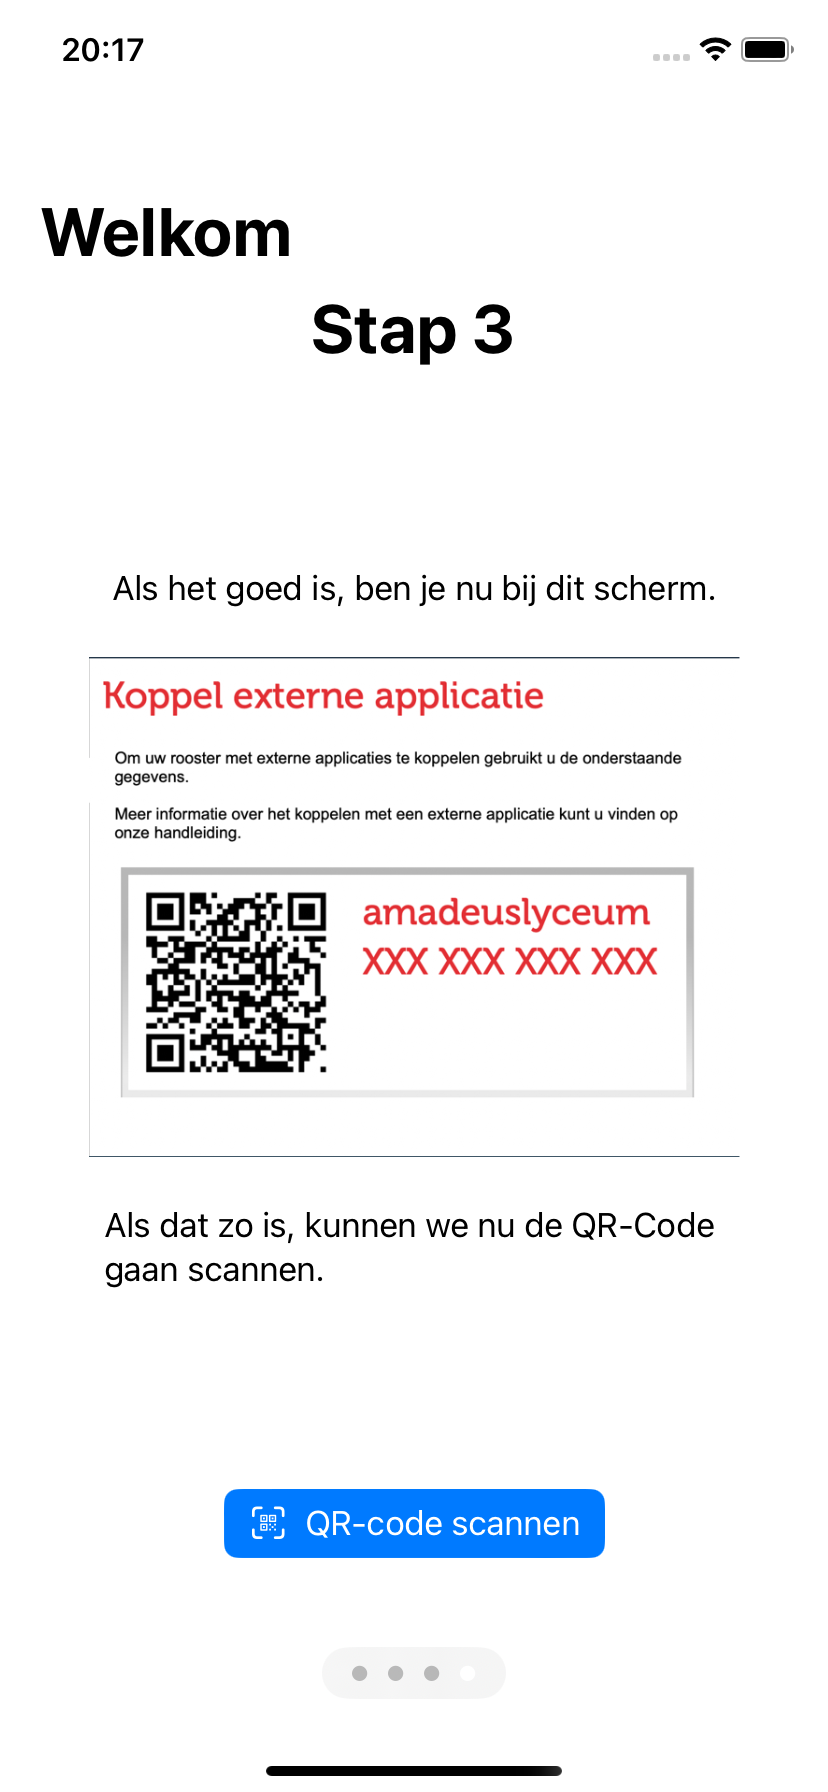 20:17
Welkom
Stap 3
Als het goed is, ben je nu bij dit scherm.
Koppel externe applicatie
Om uw rooster met externe applicaties te koppelen gebruikt u de onderstaande
gegevens.
Meer informatie over het koppelen met een externe applicatie kunt u vinden op
onze handleiding.
amadeuslyceum
XXX XXX XXX XXX
Als dat zo is, kunnen we nu de QR-Code
gaan scannen.
QR-code scannen